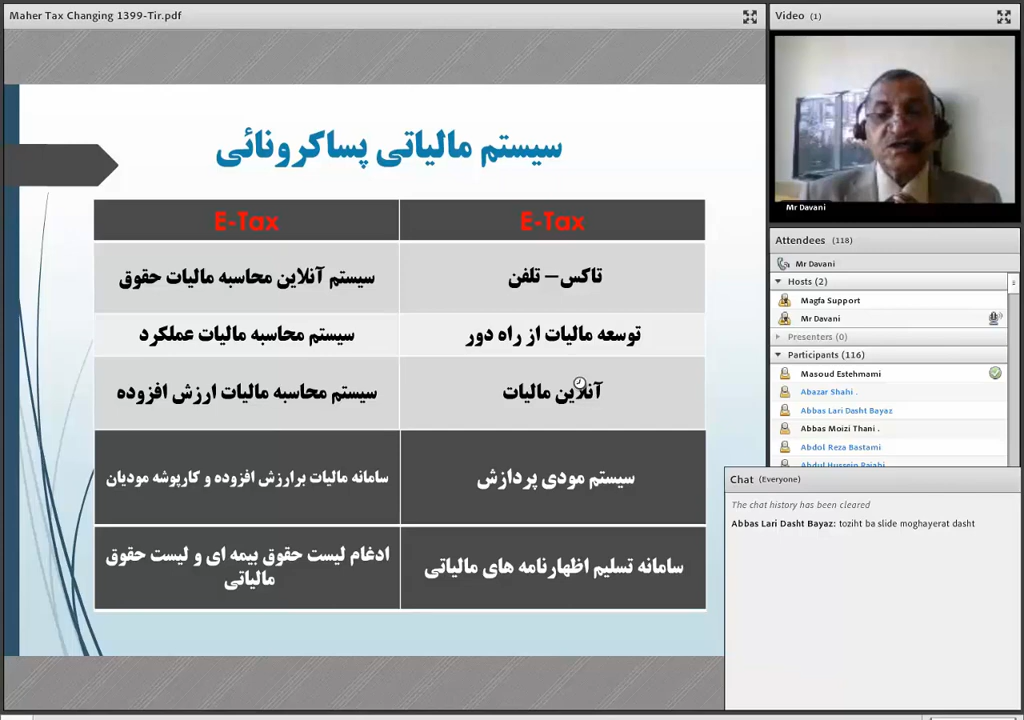 Maher Tax Changing 1399-Tir.pdf
سیستم مالیاتی پساکرونائی
E-Tax
E-Tax
تاکس– تلفن
سیستم آنلاین محاسبه مالیات حقوق
توسعه مالیات از راه دور
سیستم محاسبه مالیات عملکرد
آنلاین مالیات
سیستم محاسبه مالیات ارزش افزوده
سیستم مودی پردازش
سامانه مالیات برارزش افزوده و کارپوشه مودیان
سامانه تسلیم اظهارنامه های مالیاتی
ادغام لیست حقوق بیمه ای و لیست حقوق
مالیاتی
Video (1)
Mr Davani
Attendees (118)
Mr Davani
Hosts (2)
Magfa Support
Mr Davani
Presenters (0)
Participants (116)
Masoud Estehmami
Abazar Shahi .
Abbas Lari Dasht Bayaz
Abbas Moizi Thani .
Abdol Reza Bastami
Abdul Hussein Rajabi
Chat (Everyone)
The chat history has been cleared
Abbas Lari Dasht Bayaz: toziht ba slide moghayerat dasht